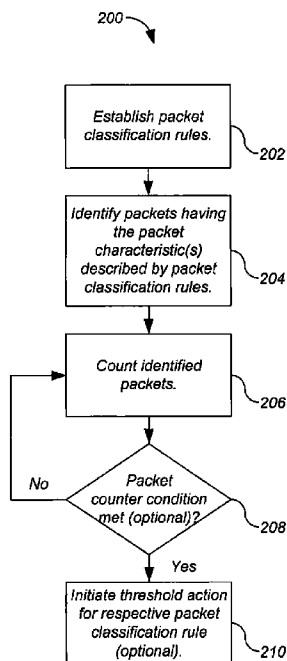 200
Establish packet
classification rules.
202
Identify packets having
the packet
characteristic(s)
described by packet
classification rules.
204
Count identified
packets.
206
No
Packet
counter condition
met (optional)?
208
Yes
Initiate threshold action
for respective packet
classification rule
(optional).
210